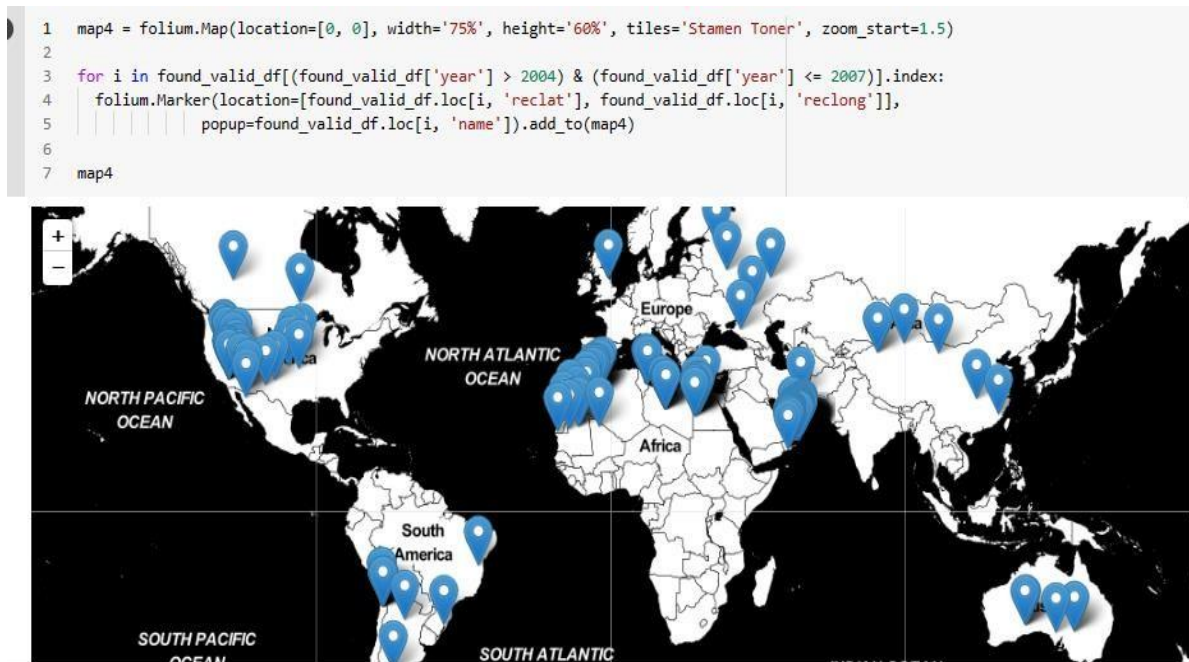 1 map4 = folium.Map(location=[0, 0], width='75%', height='60%', tiles='Stamen Toner', zoom_start=1.5)
2
3 for i in found_valid_df[(found_valid_df['year'] > 2004) & (found_valid_df['year'] <= 2007)].index:
4 folium.Marker(location=[found_valid_df.loc[i, 'reclat'], found_valid_df.loc[i, 'reclong']],
5 popup=found_valid_df.loc[i, 'name']).add_to(map4)
6
7 map4
+
−
Europe
NORTH ATLANTIC
OCEAN
NORTH PACIFIC
OCEAN
Africa
South
America
SOUTH PACIFIC
OCEAN
SOUTH ATLANTIC